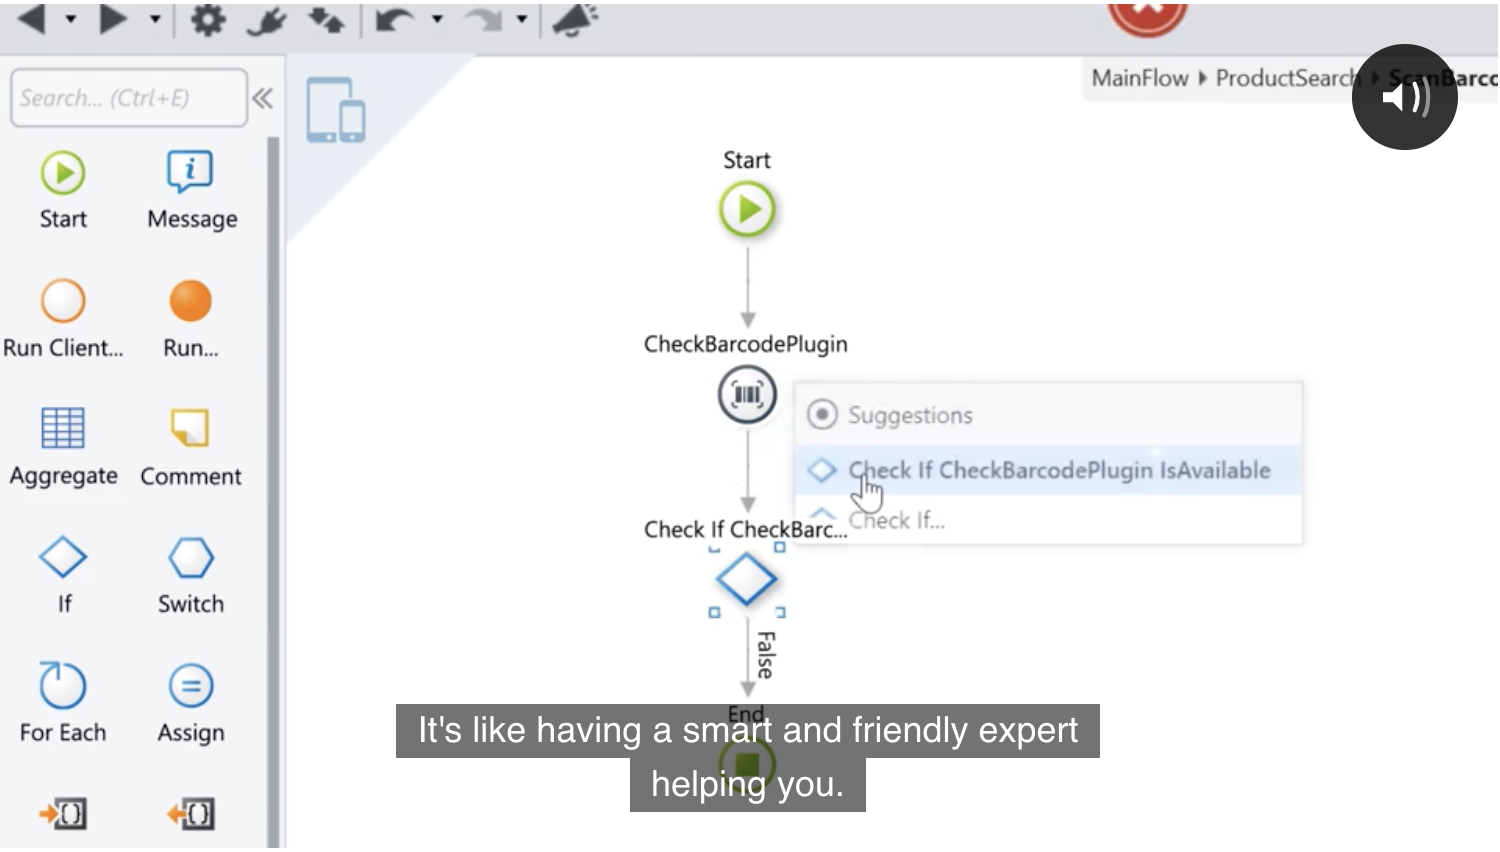 Search... (Ctrl+E)
MainFlow ProductSearch
Start
Message
Run Client...
Run...
Aggregate
Comment
If
Switch
For Each
Assign
Start
CheckBarcodePlugin
Suggestions
Check If CheckBarcodePlugin IsAvailable
Check If...
Check If CheckBarc...
False
End
It's like having a smart and friendly expert
helping you.